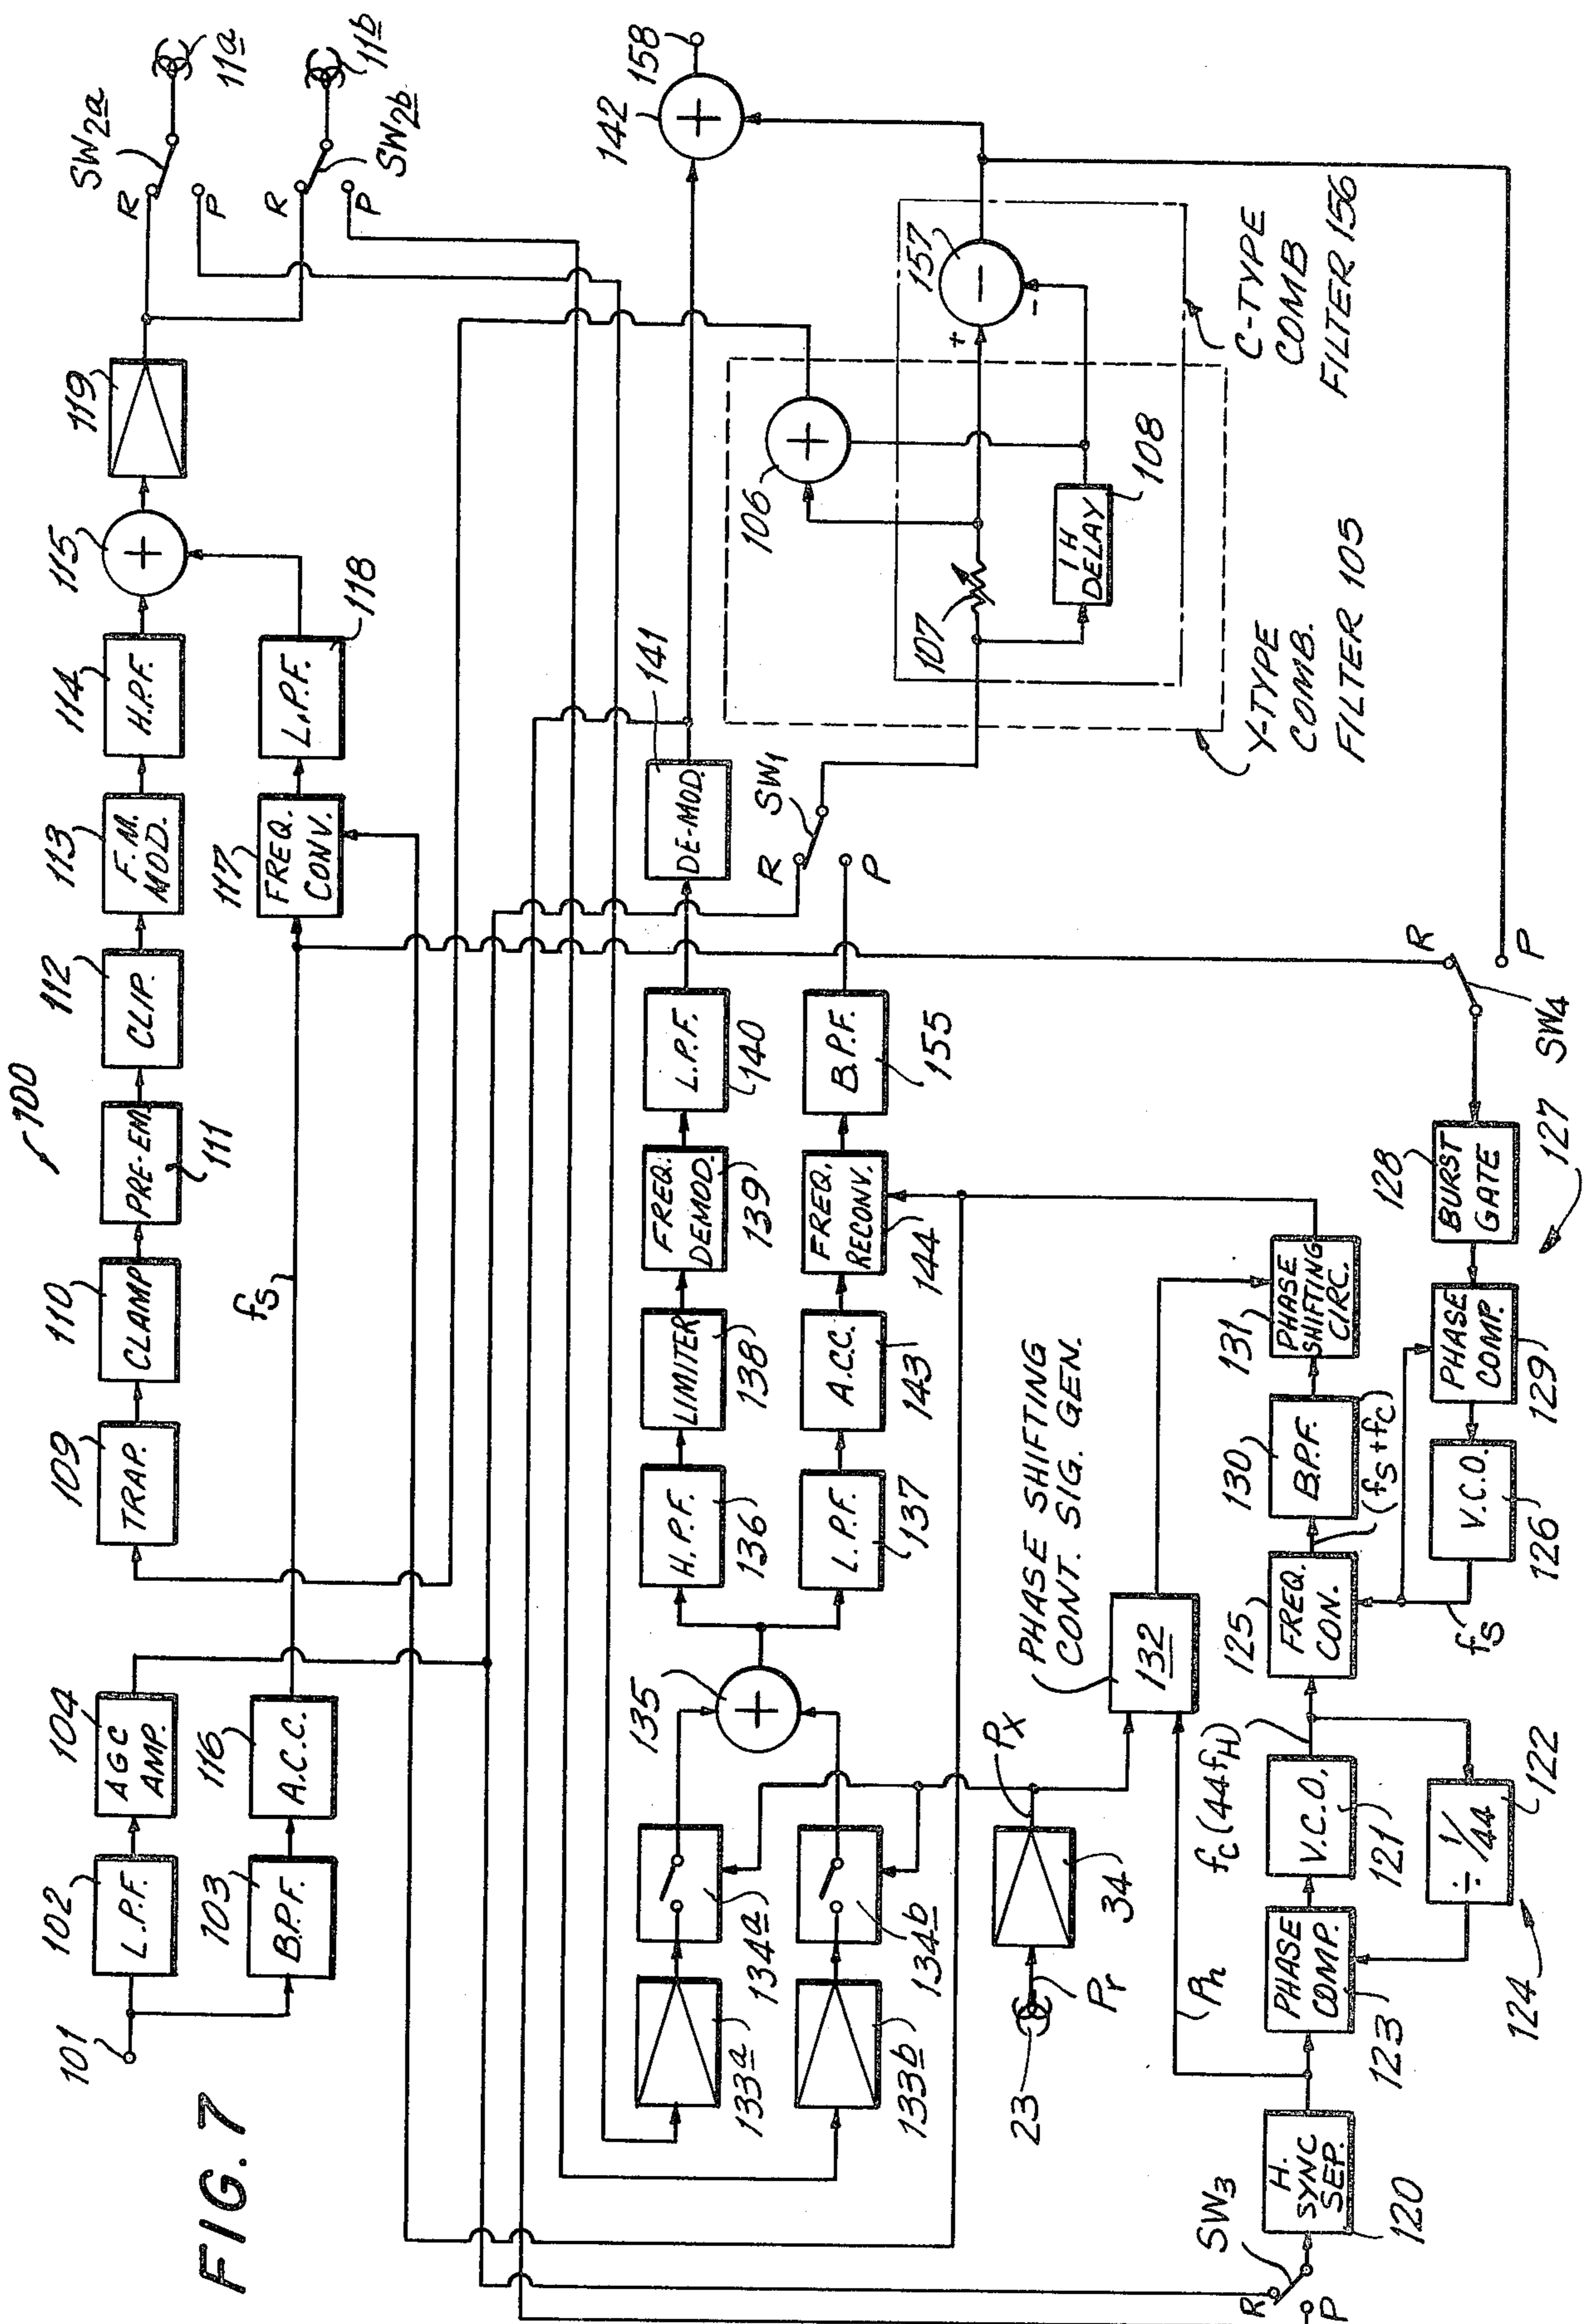 FIG. 7
100
101
102
L.P.F.
104
AGC
AMP.
109
TRAP.
110
CLAMP
PRE-EM.
111
112
CLIP.
113
F.M.
MOD.
114
H.P.F.
115
+
119
SW2a
R
P
11a
R
P
SW2b
11b
103
B.P.F.
116
A.C.C.
fS
117
FREQ.
CONV.
L.P.F.
118
133a
134a
135
+
H.P.F.
136
LIMITER
138
FREQ.
DEMOD.
139
L.P.F.
140
141
DE-MOD.
142
+
158
133b
134b
L.P.F.
137
A.C.C.
143
FREQ.
RECONV.
144
B.P.F.
155
R
SW1
P
106
+
107
1 H
DELAY
108
157
+
-
-
Y-TYPE
COMB.
FILTER 105
C-TYPE
COMB
FILTER 156
23
Pr
34
PX
PHASE SHIFTING
CONT. SIG. GEN.
132
Ph
SW3
R
P
H.
SYNC
SEP.
120
PHASE
COMP.
123
fC (44fH)
V.C.O.
121
÷ 1/44
122
124
125
FREQ.
CON.
130
B.P.F.
(fS+fC)
131
PHASE
SHIFTING
CIRC.
fS
V.C.O.
126
PHASE
COMP.
129
128
BURST
GATE
127
R
P
SW4